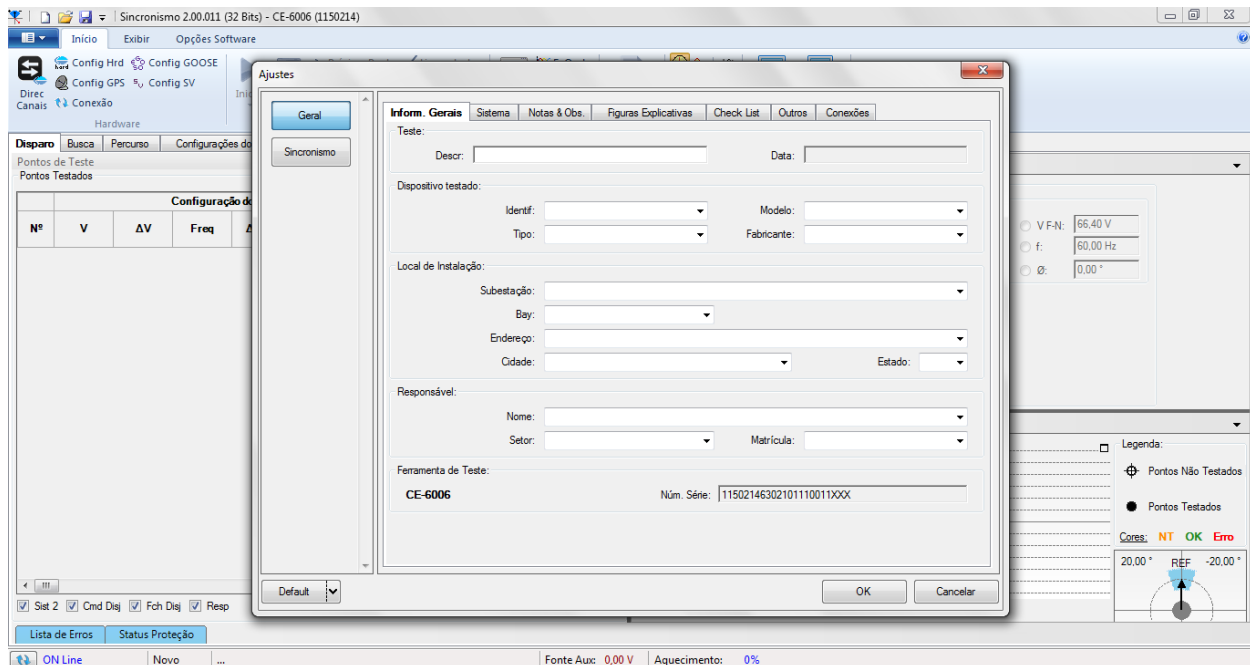 Sincronismo 2.00.011 (32 Bits) - CE-6006 (1150214)
Início Exibir Opções Software
Direc Canais
Config Hrd Config GOOSE
Config GPS Config SV
Conexão
Hardware
Disparo Busca Percurso Configurações do
Pontos de Teste
Pontos Testados
Configuração do
Nº V ΔV Freq
Ajustes
Geral
Sincronismo
Inform. Gerais Sistema Notas & Obs. Figuras Explicativas Check List Outros Conexões
Teste:
Descr: Data:
Dispositivo testado:
Identif: Modelo:
Tipo: Fabricante:
Local de Instalação:
Subestação:
Bay:
Endereço:
Cidade: Estado:
Responsável:
Nome:
Setor: Matrícula:
Ferramenta de Teste:
CE-6006 Núm. Série: 11502146302101110011XXX
Default OK Cancelar
V F-N: 66,40 V
f: 60,00 Hz
Ø: 0,00 °
Legenda:
Pontos Não Testados
Pontos Testados
Cores: NT OK Erro
20,00 ° REF -20,00 °
Sist 2 Cmd Disj Fch Disj Resp
Lista de Erros Status Proteção
ON Line Novo ... Fonte Aux: 0,00 V Aquecimento: 0%